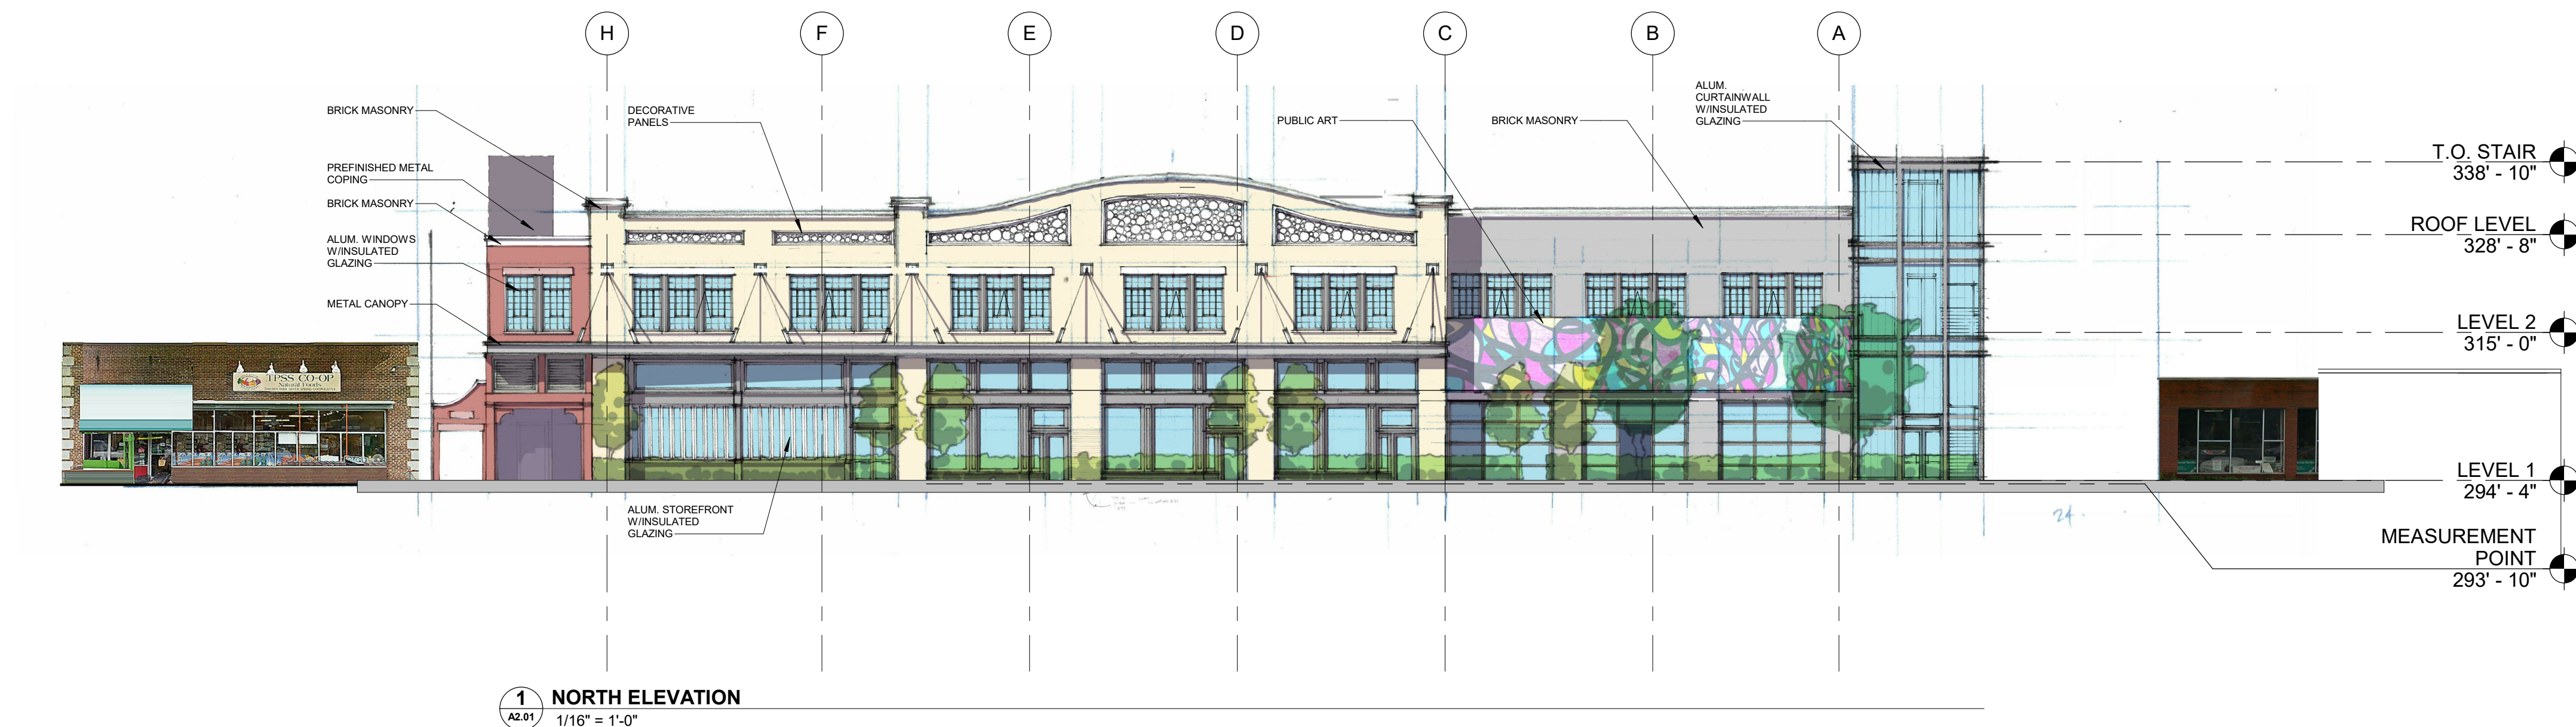 H
F
E
D
C
B
A
BRICK MASONRY
DECORATIVE
PANELS
PUBLIC ART
BRICK MASONRY
ALUM.
CURTAINWALL
W/INSULATED
GLAZING
PREFINISHED METAL
COPING
BRICK MASONRY
ALUM. WINDOWS
W/INSULATED
GLAZING
METAL CANOPY
TPSS CO-OP
Natural Foods
T.O. STAIR
338' - 10"
ROOF LEVEL
328' - 8"
LEVEL 2
315' - 0"
LEVEL 1
294' - 4"
MEASUREMENT
POINT
293' - 10"
ALUM. STOREFRONT
W/INSULATED
GLAZING
24
1
A2.01
NORTH ELEVATION
1/16" = 1'-0"